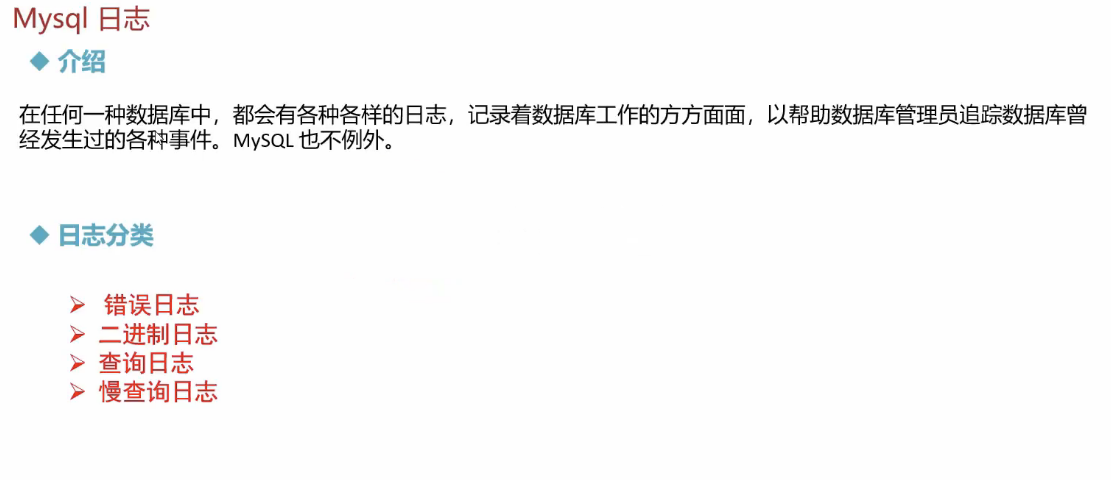 Mysql 日志
介绍
在任何一种数据库中，都会有各种各样的日志，记录着数据库工作的方方面面，以帮助数据库管理员追踪数据库曾
经发生过的各种事件。MySQL 也不例外。
日志分类
错误日志
二进制日志
查询日志
慢查询日志